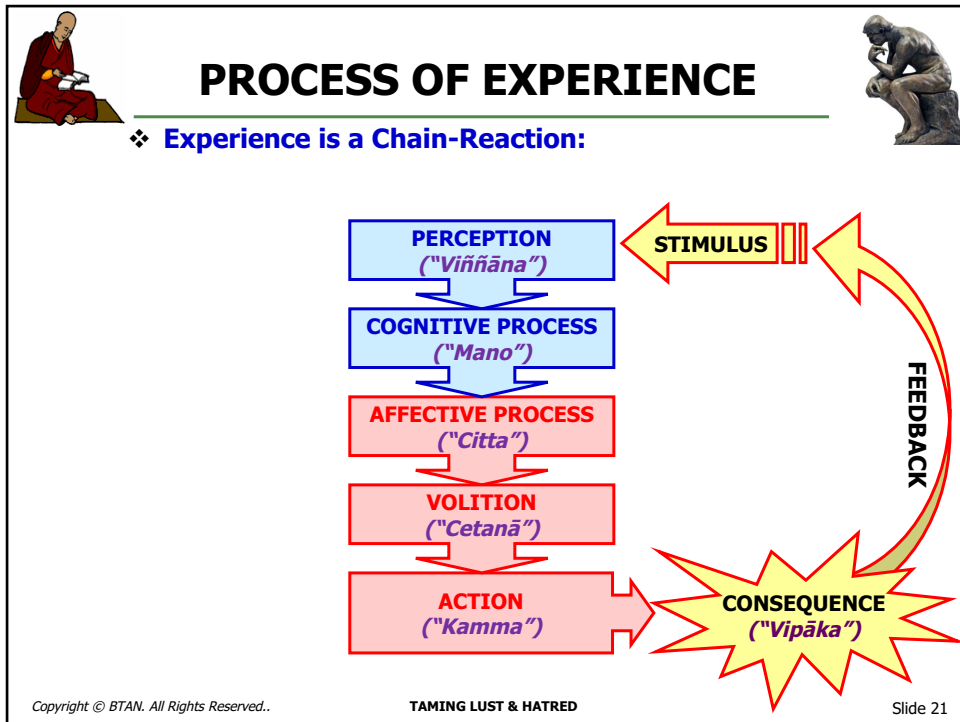 PROCESS OF EXPERIENCE
❖ Experience is a Chain-Reaction:
PERCEPTION
("Viññāna")
STIMULUS
COGNITIVE PROCESS
("Mano")
AFFECTIVE PROCESS
("Citta")
VOLITION
("Cetanā")
ACTION
("Kamma")
CONSEQUENCE
("Vipāka")
FEEDBACK
Copyright © BTAN. All Rights Reserved..
TAMING LUST & HATRED
Slide 21